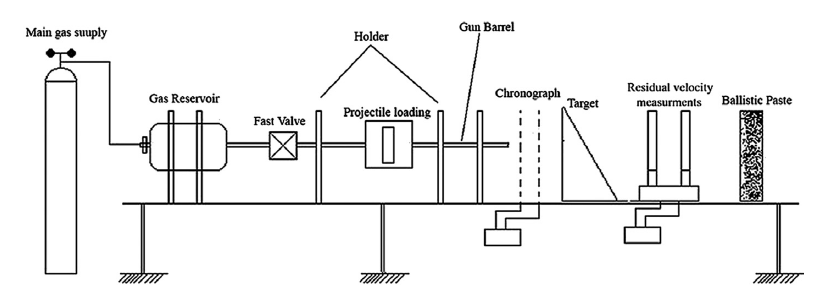 Main gas suuply
Holder
Gun Barrel
Gas Reservoir
Fast Valve
Projectile loading
Chronograph
Target
Residual velocity
measurments
Ballistic Paste